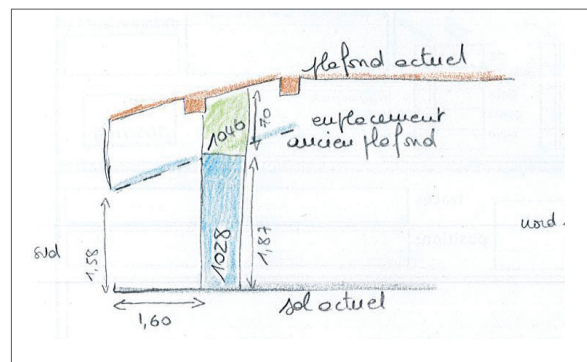 plafond actuel
70
1040
emplacement
ancien plafond
nord.
sud
1,58
1028
1,87
sol actuel
1,60